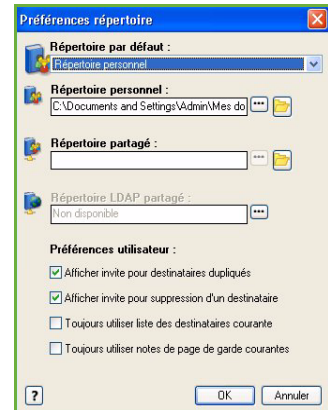 Préférences répertoire
Répertoire par défaut :
Répertoire personnel
Répertoire personnel :
C:\Documents and Settings\Admin\Mes do
Répertoire partagé :
Répertoire LDAP partagé :
Non disponible
Préférences utilisateur :
Afficher invite pour destinataires dupliqués
Afficher invite pour suppression d'un destinataire
Toujours utiliser liste des destinataires courante
Toujours utiliser notes de page de garde courantes
? OK Annuler